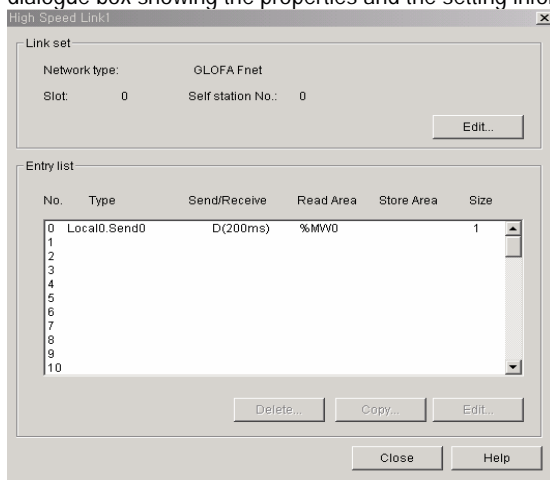 dialogue box showing the properties and the setting infor
High Speed Link1
Link set
Network type: GLOFA Fnet
Slot: 0 Self station No.: 0
Edit...
Entry list
No. Type Send/Receive Read Area Store Area Size
0 Local0.Send0 D(200ms) %MW0 1
1
2
3
4
5
6
7
8
9
10
Delete... Copy... Edit...
Close Help